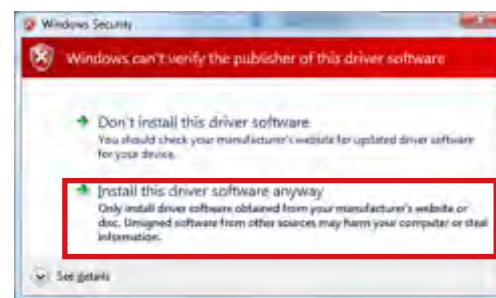 Windows Security
Windows can't verify the publisher of this driver software
Don't install this driver software
You should check your manufacturer's website for updated driver software
for your device.
Install this driver software anyway
Only install driver software obtained from your manufacturer's website or
disc. Unsigned software from other sources may harm your computer or steal
information.
See details